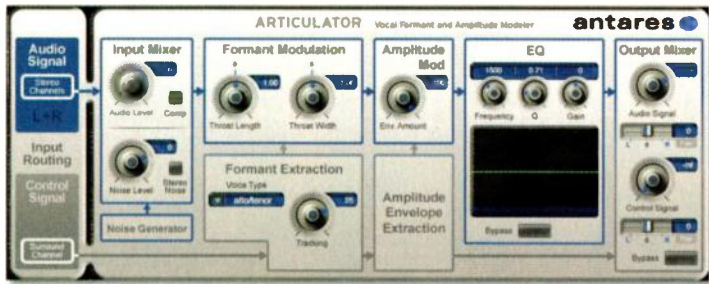 ARTICULATOR Vocal Formant and Amplitude Modeler
antares
Audio Signal
Stereo Channels
L+R
Input Routing
Control Signal
Surround Channel
Input Mixer
Audio Level
Comp
Noise Level
0
Stereo Noise
Noise Generator
Formant Modulation
1.00
Throat Length
Throat Width
Formant Extraction
Voice Type
alto/tenor
25
Tracking
Amplitude Mod
Env. Amount
Amplitude Envelope Extraction
EQ
1500
0.71
0
Frequency
Q
Gain
Bypass
Output Mixer
Audio Signal
L
R
0
-inf
Control Signal
L
R
0
Bypass